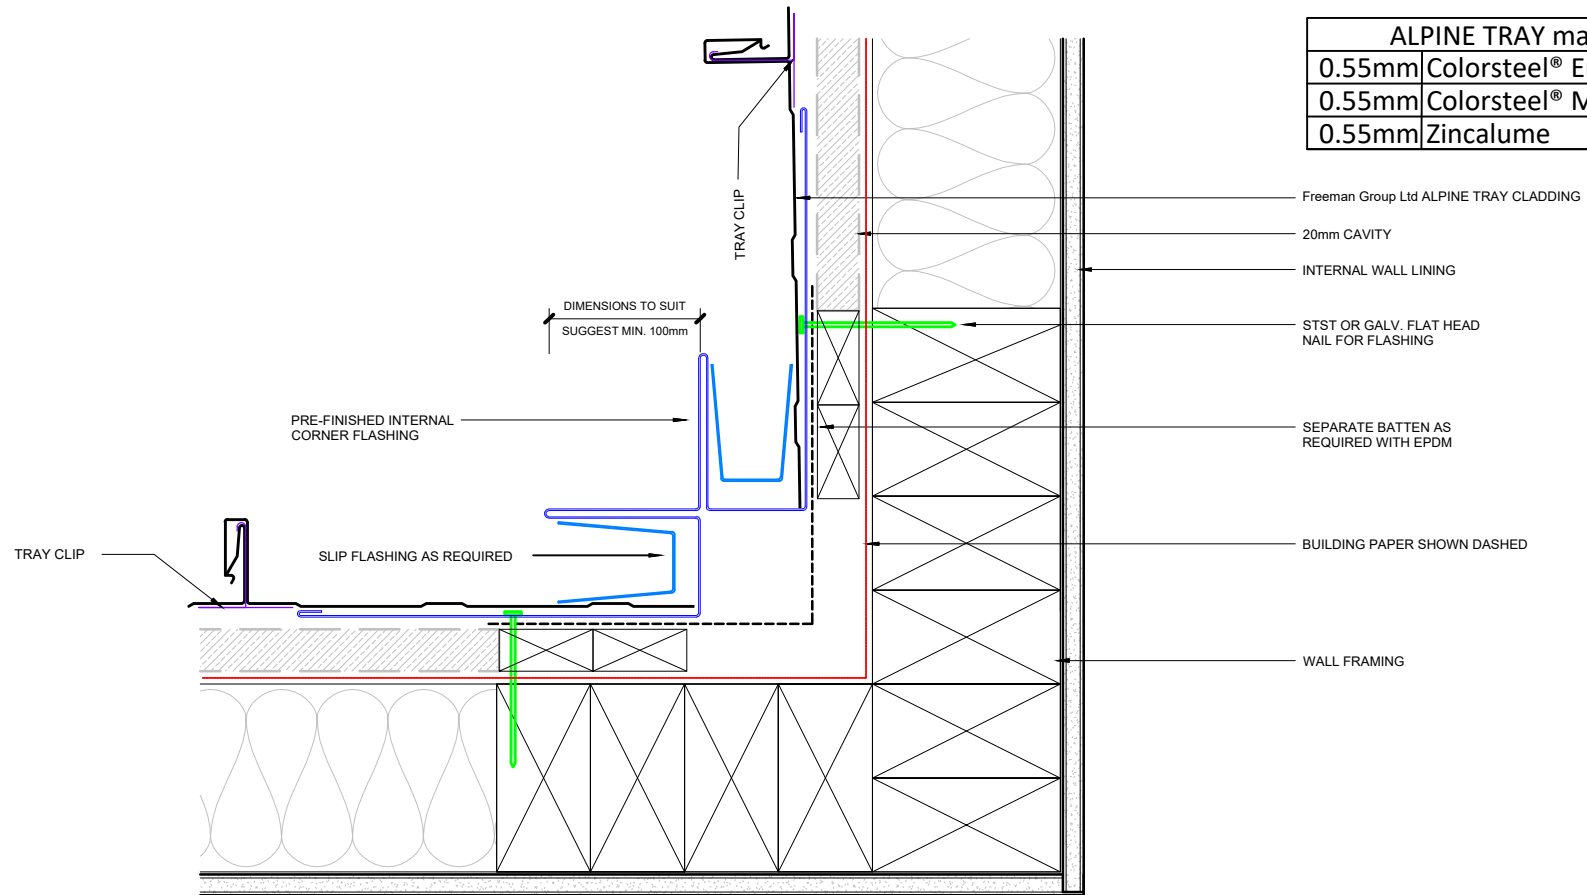 ALPINE TRAY
0.55mm Colorsteel®
0.55mm Colorsteel®
0.55mm Zincalume
Freeman Group Ltd ALPINE TRAY CLADDING
20mm CAVITY
INTERNAL WALL LINING
TRAY CLIP
DIMENSIONS TO SUIT
SUGGEST MIN. 100mm
STST OR GALV. FLAT HEAD
NAIL FOR FLASHING
PRE-FINISHED INTERNAL
CORNER FLASHING
SEPARATE BATTEN AS
REQUIRED WITH EPDM
TRAY CLIP
SLIP FLASHING AS REQUIRED
BUILDING PAPER SHOWN DASHED
WALL FRAMING